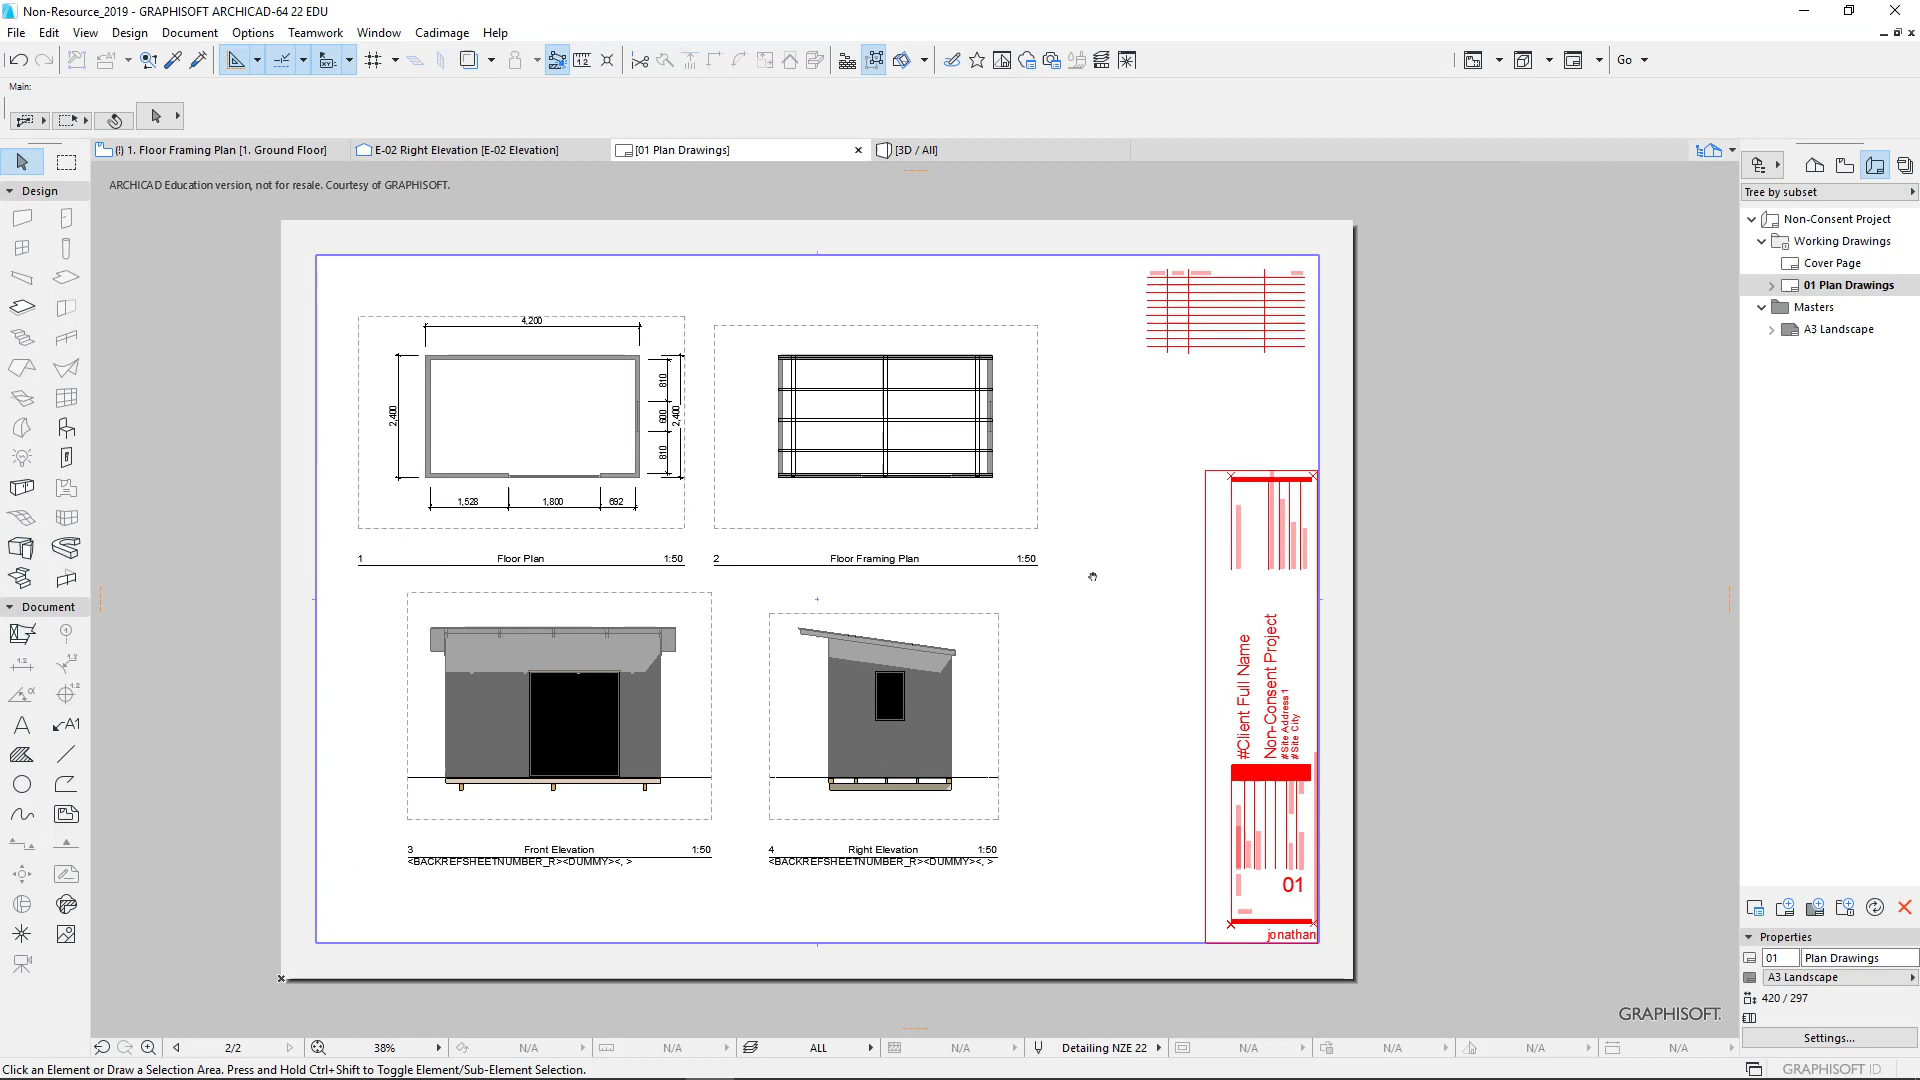 Non-Resource_2019 - GRAPHISOFT ARCHICAD-64 22 EDU
File Edit View Design Document Options Teamwork Window Cadimage Help
Go
Main:
(!) 1. Floor Framing Plan [1. Ground Floor]
E-02 Right Elevation [E-02 Elevation]
[01 Plan Drawings]
[3D / All]
ARCHICAD Education version, not for resale. Courtesy of GRAPHISOFT.
Design
Document
1.2
1.2
A1
4,200
2,400
810
600
810
2,400
1,528
1,800
692
1 Floor Plan 1:50
2 Floor Framing Plan 1:50
3 Front Elevation 1:50
<BACKREFSHEETNUMBER_R><DUMMY><, >
4 Right Elevation 1:50
<BACKREFSHEETNUMBER_R><DUMMY><, >
#Client Full Name
Non-Consent Project
#Site Address1
#Site City
01
jonathan
Tree by subset
Non-Consent Project
Working Drawings
Cover Page
01 Plan Drawings
Masters
A3 Landscape
Properties
01 Plan Drawings
A3 Landscape
420 / 297
Settings...
GRAPHISOFT.
2/2 38% N/A N/A ALL N/A Detailing NZE 22 N/A N/A N/A N/A
Click an Element or Draw a Selection Area. Press and Hold Ctrl+Shift to Toggle Element/Sub-Element Selection.
GRAPHISOFT ID